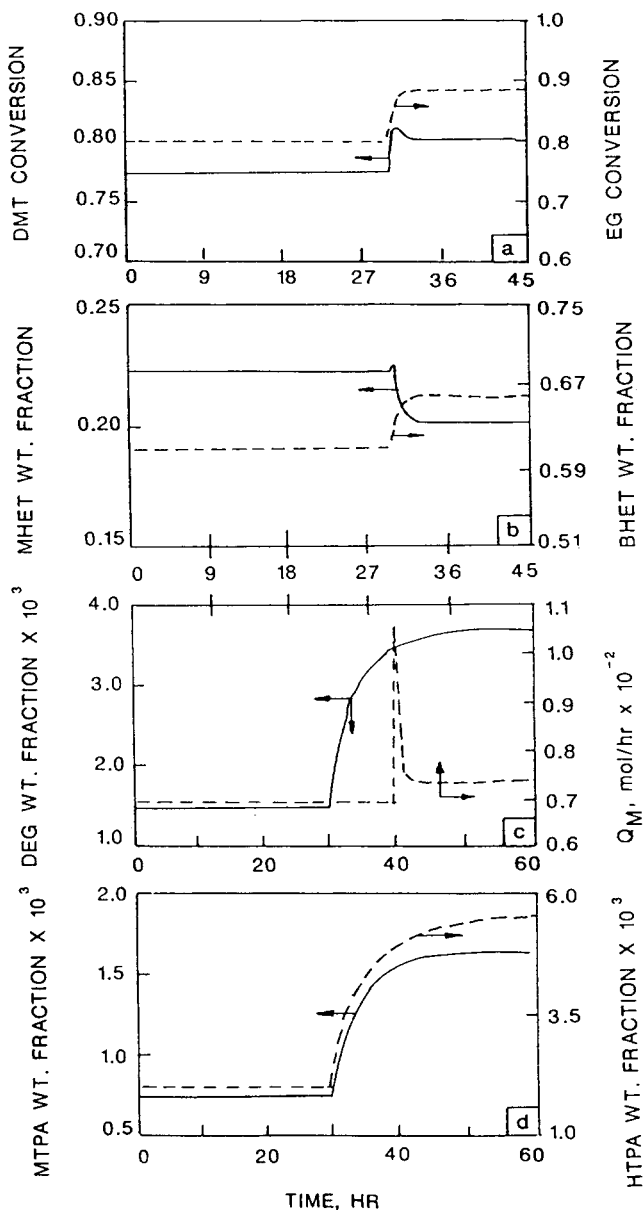 DMT CONVERSION
0.90
0.85
0.80
0.75
0.70
EG CONVERSION
1.0
0.9
0.8
0.7
0.6
a
0 9 18 27 36 45
MHET WT. FRACTION
0.25
0.20
0.15
BHET WT. FRACTION
0.75
0.67
0.59
0.51
b
0 9 18 27 36 45
DEG WT. FRACTION X 10³
4.0
3.0
2.0
1.0
Q_M, mol/hr x 10⁻²
1.1
1.0
0.9
0.8
0.7
0.6
c
0 20 40 60
MTPA WT. FRACTION X 10³
2.0
1.5
1.0
0.5
HTPA WT. FRACTION X 10³
6.0
3.5
1.0
d
0 20 40 60
TIME, HR